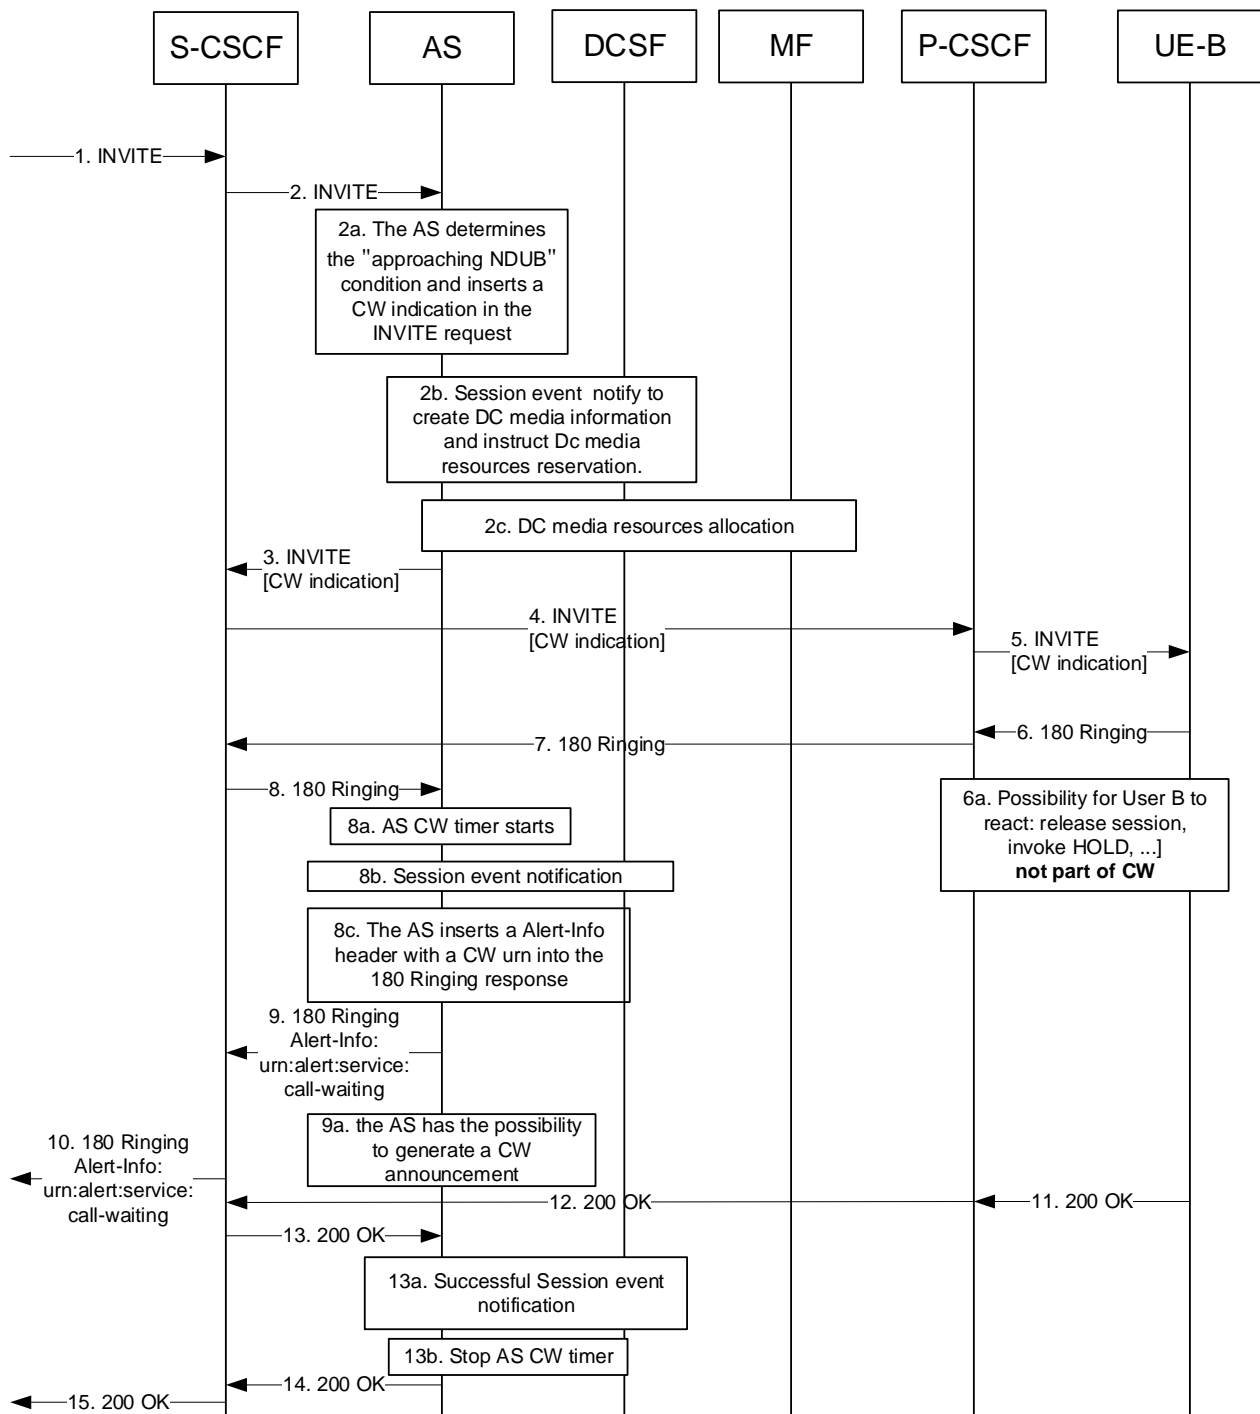 S-CSCF
AS
DCSF
MF
P-CSCF
UE-B
1. INVITE
2. INVITE
2a. The AS determines
the "approaching NDUB"
condition and inserts a
CW indication in the
INVITE request
2b. Session event  notify to
create DC media information
and instruct Dc media
resources reservation.
2c. DC media resources allocation
3. INVITE
[CW indication]
4. INVITE
[CW indication]
5. INVITE
[CW indication]
6. 180 Ringing
7. 180 Ringing
8. 180 Ringing
6a. Possibility for User B to
react: release session,
invoke HOLD, ...]
not part of CW
8a. AS CW timer starts
8b. Session event notification
8c. The AS inserts a Alert-Info
header with a CW urn into the
180 Ringing response
9. 180 Ringing
Alert-Info:
urn:alert:service:
call-waiting
9a. the AS has the possibility
to generate a CW
announcement
10. 180 Ringing
Alert-Info:
urn:alert:service:
call-waiting
11. 200 OK
12. 200 OK
13. 200 OK
13a. Successful Session event
notification
13b. Stop AS CW timer
14. 200 OK
15. 200 OK